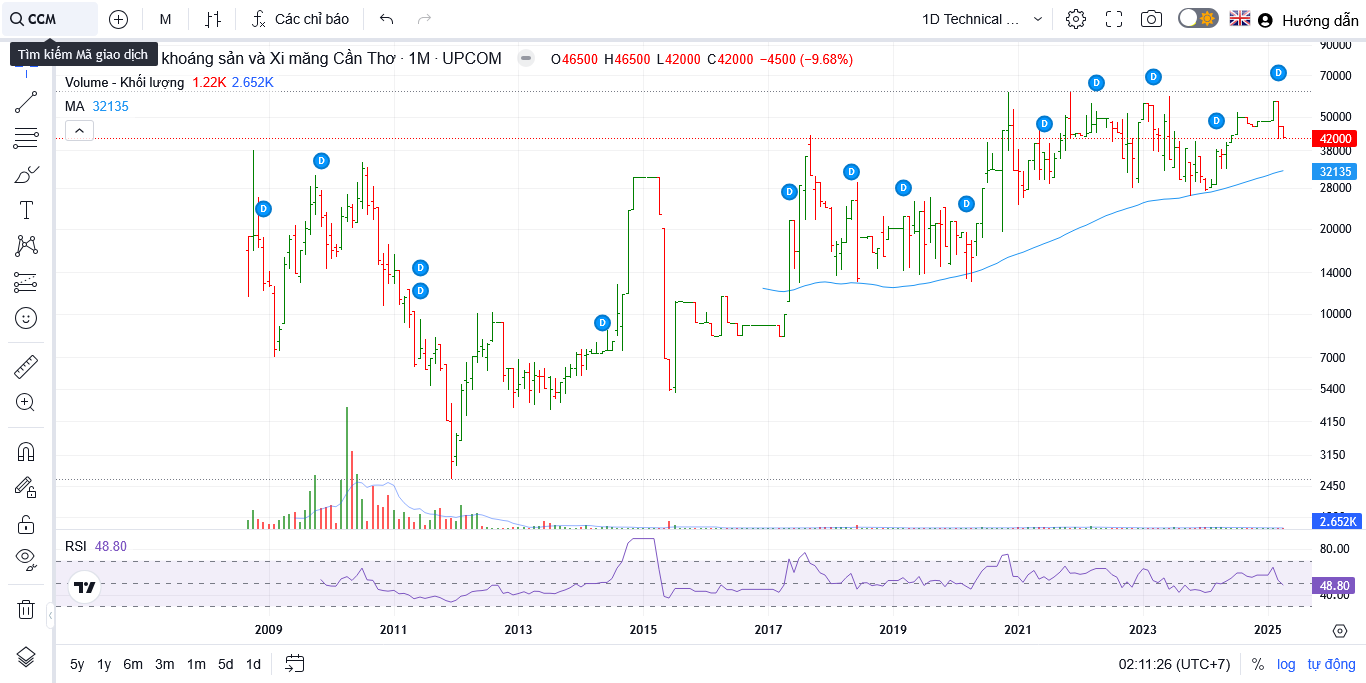 CCM
M
Các chỉ báo
1D Technical ...
Hướng dẫn
Tìm kiếm Mã giao dịch
khoáng sản và Xi măng Cần Thơ · 1M · UPCOM
O46500 H46500 L42000 C42000 −4500 (−9.68%)
Volume - Khối lượng 1.22K 2.652K
MA 32135
D
D
D
D
D
D
D
D
D
D
D
D
D
D
90000
70000
50000
42000
38000
32135
28000
20000
14000
10000
7000
5400
4150
3150
2450
2.652K
RSI 48.80
80.00
48.80
40.00
2009
2011
2013
2015
2017
2019
2021
2023
2025
5y 1y 6m 3m 1m 5d 1d
02:11:26 (UTC+7)
%
log
tự động